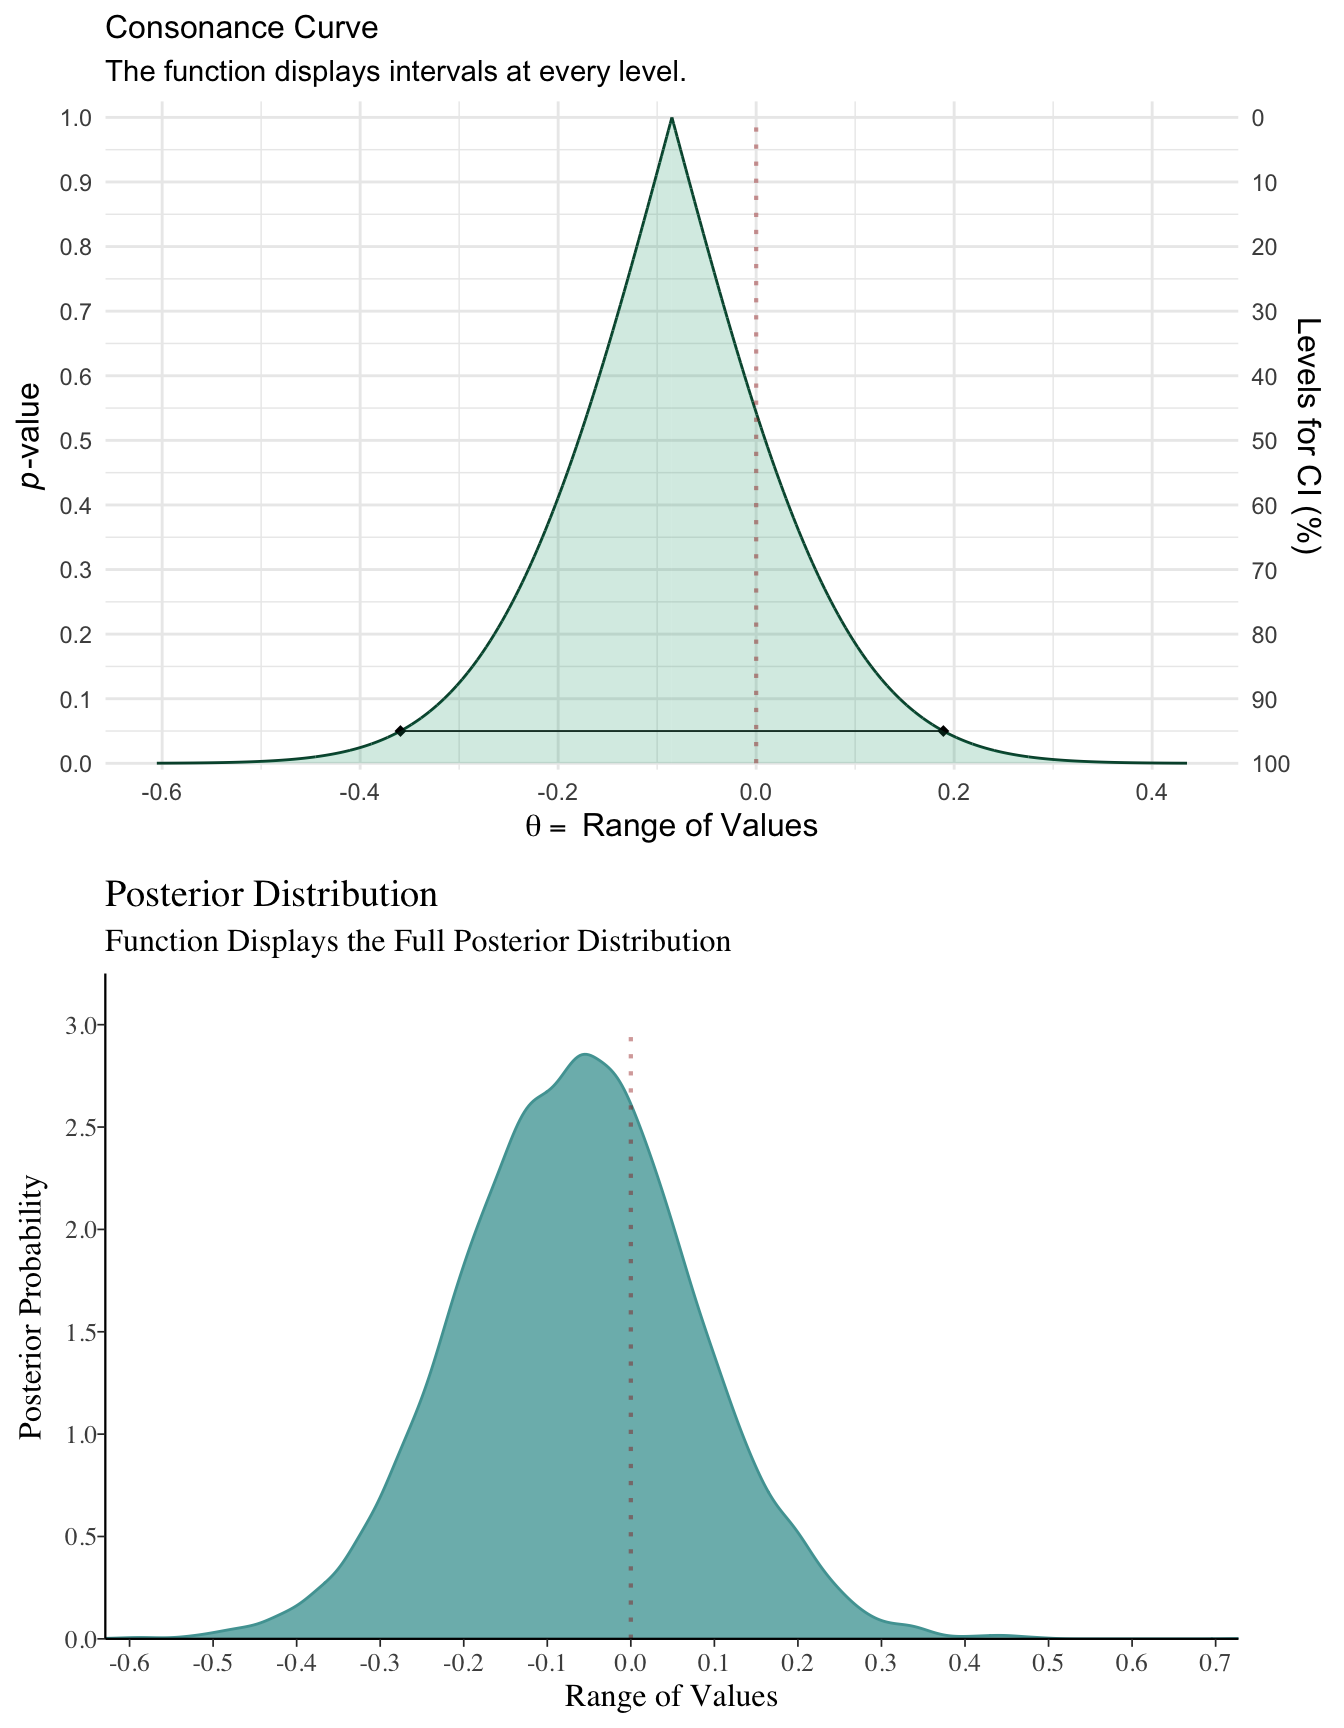 Consonance Curve
The function displays intervals at every level.
1.0
0.9
0.8
0.7
0.6
0.5
0.4
0.3
0.2
0.1
0.0
p-value
0
10
20
30
40
50
60
70
80
90
100
Levels for CI (%)
-0.6 -0.4 -0.2 0.0 0.2 0.4
θ = Range of Values
Posterior Distribution
Function Displays the Full Posterior Distribution
3.0
2.5
2.0
1.5
1.0
0.5
0.0
Posterior Probability
-0.6 -0.5 -0.4 -0.3 -0.2 -0.1 0.0 0.1 0.2 0.3 0.4 0.5 0.6 0.7
Range of Values